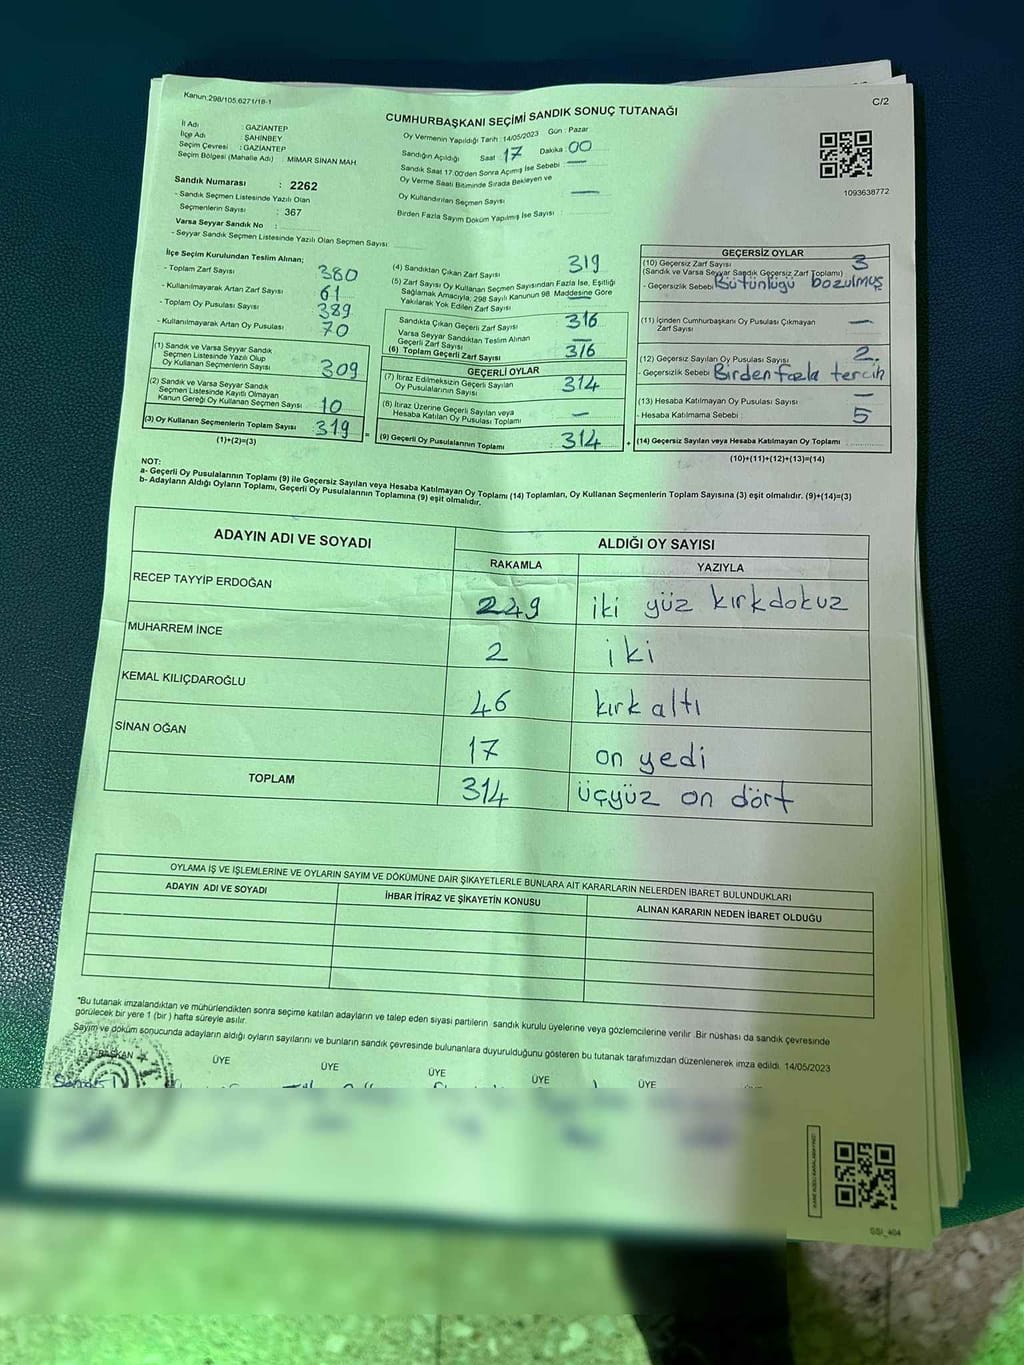 Kanun:298/105,6271/18-1
C/2
CUMHURBAŞKANI SEÇİMİ SANDIK SONUÇ TUTANAĞI
İl Adı : GAZİANTEP
İlçe Adı : ŞAHİNBEY
Seçim Çevresi : GAZİANTEP
Seçim Bölgesi (Mahalle Adı) : MİMAR SİNAN MAH.
Sandık Numarası : 2262
- Sandık Seçmen Listesinde Yazılı Olan
Seçmenlerin Sayısı : 367
Varsa Seyyar Sandık No :
- Seyyar Sandık Seçmen Listesinde Yazılı Olan Seçmen Sayısı:
Oy Vermenin Yapıldığı Tarih : 14/05/2023 Gün : Pazar
Sandığın Açıldığı Saat : 17 Dakika : 00
Sandık Saat 17:00'den Sonra Açımış İse Sebebi : —
Oy Verme Saati Bitiminde Sırada Bekleyen ve
Oy Kullandırılan Seçmen Sayısı —
Birden Fazla Sayım Döküm Yapılmış İse Sayısı :
1093638772
İlçe Seçim Kurulundan Teslim Alınan;
- Toplam Zarf Sayısı 380
- Kullanılmayarak Artan Zarf Sayısı 61
- Toplam Oy Pusulası Sayısı 389
- Kullanılmayarak Artan Oy Pusulası 70
(1) Sandık ve Varsa Seyyar Sandık
Seçmen Listesinde Yazılı Olup
Oy Kullanan Seçmenlerin Sayısı 309
(2) Sandık ve Varsa Seyyar Sandık
Seçmen Listesinde Kayıtlı Olmayan
Kanun Gereği Oy Kullanan Seçmen Sayısı 10
(3) Oy Kullanan Seçmenlerin Toplam Sayısı 319
(1)+(2)=(3)
=
(4) Sandıktan Çıkan Zarf Sayısı 319
(5) Zarf Sayısı Oy Kullanan Seçmen Sayısından Fazla İse, Eşitliği
Sağlamak Amacıyla, 298 Sayılı Kanunun 98. Maddesine Göre
Yakılarak Yok Edilen Zarf Sayısı —
Sandıkta Çıkan Geçerli Zarf Sayısı : 316
Varsa Seyyar Sandıktan Teslim Alınan
Geçerli Zarf Sayısı : —
(6) Toplam Geçerli Zarf Sayısı : 316
GEÇERLİ OYLAR
(7) İtiraz Edilmeksizin Geçerli Sayılan
Oy Pusulalarının Sayısı : 314
(8) İtiraz Üzerine Geçerli Sayılan veya
Hesaba Katılan Oy Pusulası Toplamı : —
(9) Geçerli Oy Pusulalarının Toplamı : 314
+
GEÇERSİZ OYLAR
(10) Geçersiz Zarf Sayısı 3
(Sandık ve Varsa Seyyar Sandık Geçersiz Zarf Toplamı)
- Geçersizlik Sebebi Bütünlüğü bozulmuş
(11) İçinden Cumhurbaşkanı Oy Pusulası Çıkmayan
Zarf Sayısı —
(12) Geçersiz Sayılan Oy Pusulası Sayısı 2.
- Geçersizlik Sebebi Birden fazla tercih
(13) Hesaba Katılmayan Oy Pusulası Sayısı —
- Hesaba Katılmama Sebebi 5
(14) Geçersiz Sayılan veya Hesaba Katılmayan Oy Toplamı
(10)+(11)+(12)+(13)=(14)
NOT:
a- Geçerli Oy Pusulalarının Toplamı (9) ile Geçersiz Sayılan veya Hesaba Katılmayan Oy Toplamı (14) Toplamları, Oy Kullanan Seçmenlerin Toplam Sayısına (3) eşit olmalıdır. (9)+(14)=(3)
b- Adayların Aldığı Oyların Toplamı, Geçerli Oy Pusulalarının Toplamına (9) eşit olmalıdır.
ADAYIN ADI VE SOYADI
ALDIĞI OY SAYISI
RAKAMLA YAZIYLA
RECEP TAYYİP ERDOĞAN 249 iki yüz kırkdokuz
MUHARREM İNCE 2 iki
KEMAL KILIÇDAROĞLU 46 kırk altı
SİNAN OĞAN 17 on yedi
TOPLAM 314 üçyüz on dört
OYLAMA İŞ VE İŞLEMLERİNE VE OYLARIN SAYIM VE DÖKÜMÜNE DAİR ŞİKAYETLERLE BUNLARA AİT KARARLARIN NELERDEN İBARET BULUNDUKLARI
ADAYIN ADI VE SOYADI İHBAR İTİRAZ VE ŞİKAYETİN KONUSU ALINAN KARARIN NEDEN İBARET OLDUĞU
*Bu tutanak imzalandıktan ve mühürlendikten sonra seçime katılan adayların ve talep eden siyasi partilerin sandık kurulu üyelerine veya gözlemcilerine verilir .Bir nüshası da sandık çevresinde
görülecek bir yere 1 (bir ) hafta süreyle asılır.
Sayım ve döküm sonucunda adayların aldığı oyların sayılarını ve bunların sandık çevresinde bulunanlara duyurulduğunu gösteren bu tutanak tarafımızdan düzenlenerek imza edildi. 14/05/2023
BAŞKAN ÜYE ÜYE ÜYE ÜYE ÜYE
SSİ_404